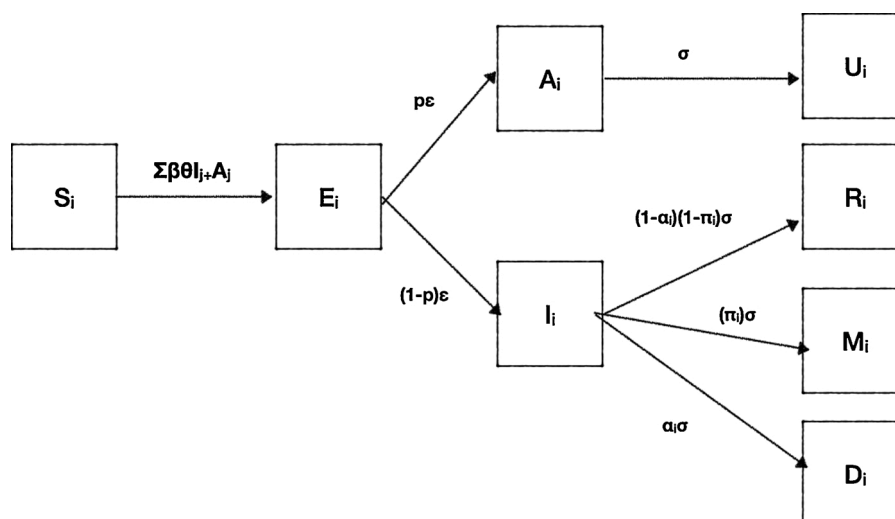 Sᵢ
ΣβθIⱼ₊Aⱼ
Eᵢ
pε
(1-p)ε
Aᵢ
σ
Uᵢ
Iᵢ
(1-αᵢ)(1-πᵢ)σ
Rᵢ
(πᵢ)σ
Mᵢ
αᵢσ
Dᵢ